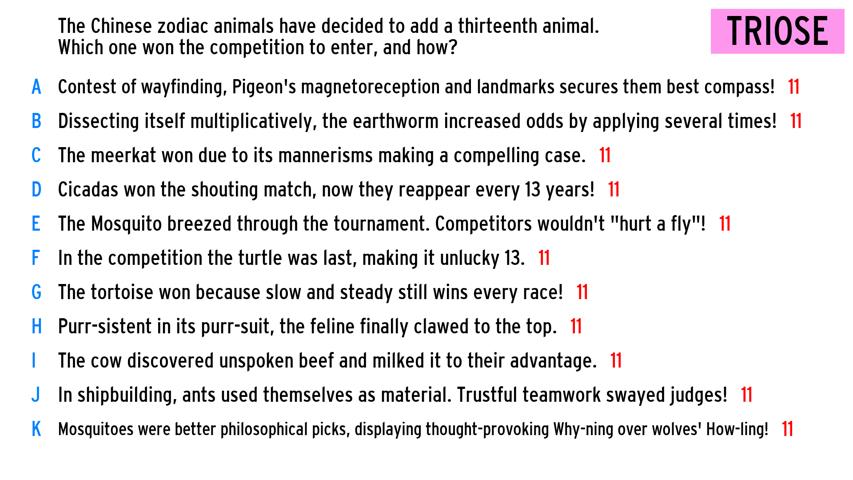 The Chinese zodiac animals have decided to add a thirteenth animal.
Which one won the competition to enter, and how?
TRIOSE
A Contest of wayfinding, Pigeon's magnetoreception and landmarks secures them best compass! 11
B Dissecting itself multiplicatively, the earthworm increased odds by applying several times! 11
C The meerkat won due to its mannerisms making a compelling case. 11
D Cicadas won the shouting match, now they reappear every 13 years! 11
E The Mosquito breezed through the tournament. Competitors wouldn't "hurt a fly"! 11
F In the competition the turtle was last, making it unlucky 13. 11
G The tortoise won because slow and steady still wins every race! 11
H Purr-sistent in its purr-suit, the feline finally clawed to the top. 11
I The cow discovered unspoken beef and milked it to their advantage. 11
J In shipbuilding, ants used themselves as material. Trustful teamwork swayed judges! 11
K Mosquitoes were better philosophical picks, displaying thought-provoking Why-ning over wolves' How-ling! 11